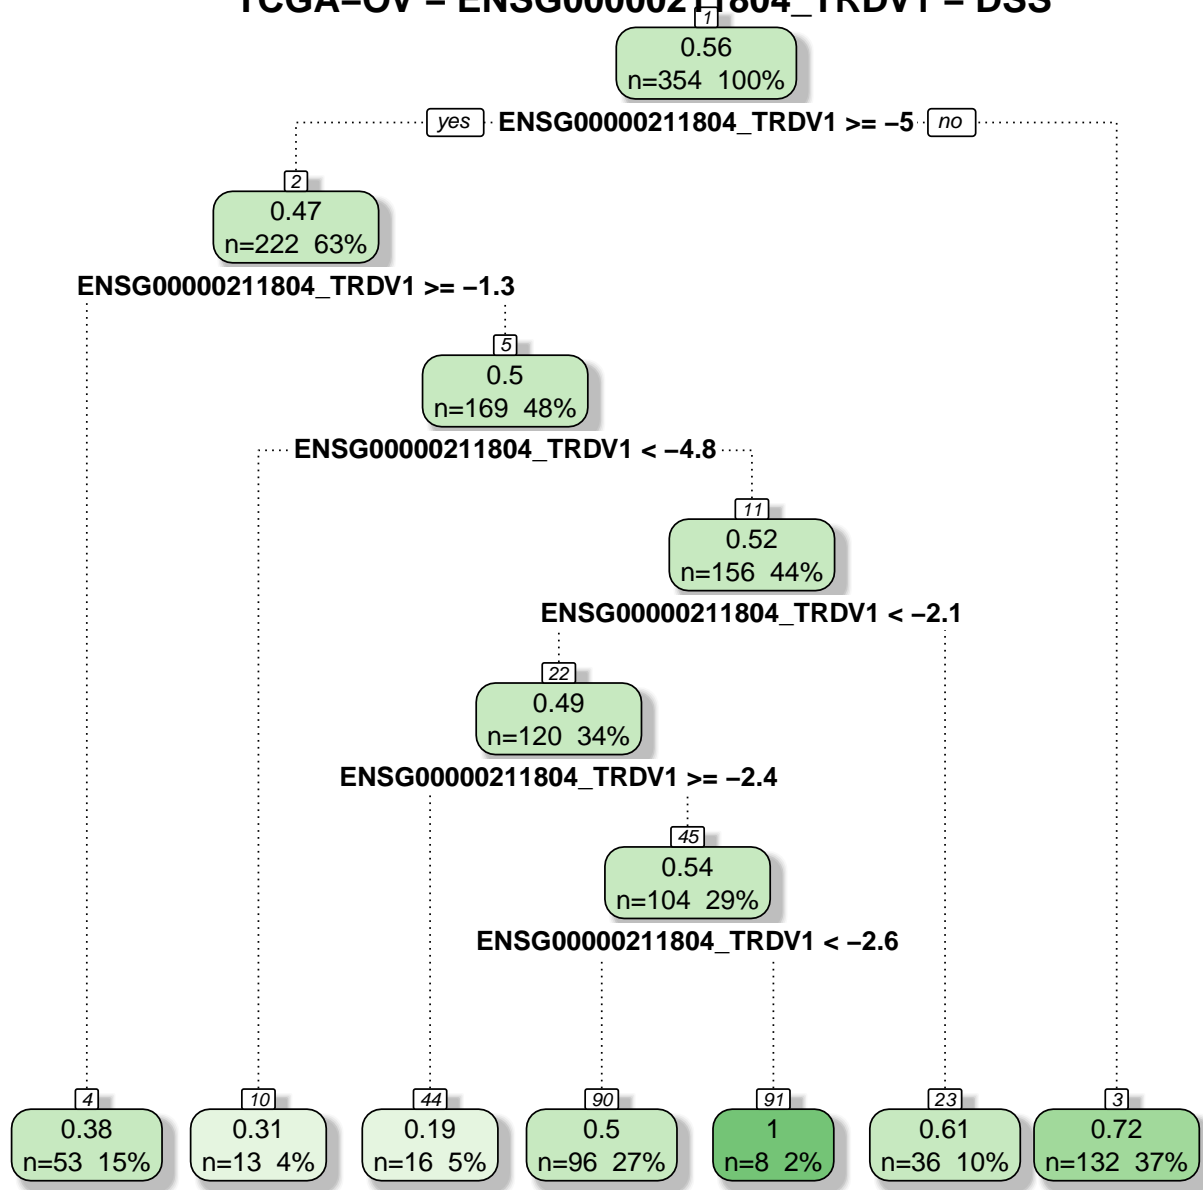 TCGA−OV − ENSG00000211804_TRDV1 − DSS
1
0.56
n=354 100%
yes ENSG00000211804_TRDV1 >= −5 no
2
0.47
n=222 63%
ENSG00000211804_TRDV1 >= −1.3
5
0.5
n=169 48%
ENSG00000211804_TRDV1 < −4.8
11
0.52
n=156 44%
ENSG00000211804_TRDV1 < −2.1
22
0.49
n=120 34%
ENSG00000211804_TRDV1 >= −2.4
45
0.54
n=104 29%
ENSG00000211804_TRDV1 < −2.6
4
0.38
n=53 15%
10
0.31
n=13 4%
44
0.19
n=16 5%
90
0.5
n=96 27%
91
1
n=8 2%
23
0.61
n=36 10%
3
0.72
n=132 37%